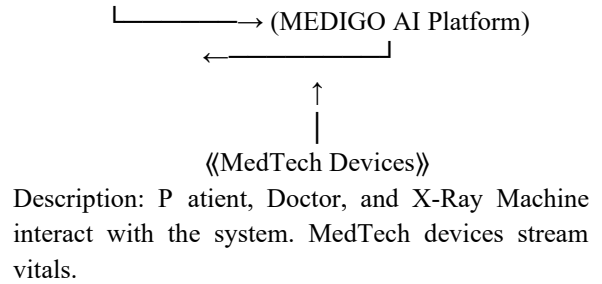 └──────→ (MEDIGO AI Platform)
←────────┘
↑
│
⟪MedTech Devices⟫
Description: P atient, Doctor, and X-Ray Machine
interact with the system. MedTech devices stream
vitals.